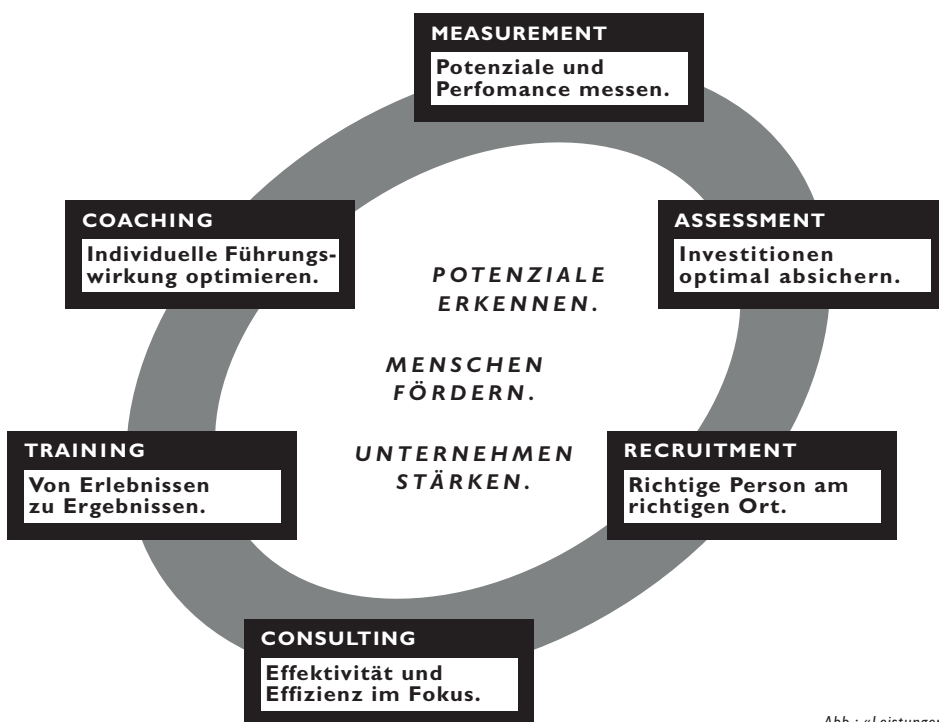 MEASUREMENT
Potenziale und
Perfomance messen.
COACHING
Individuelle Führungs-
wirkung optimieren.
ASSESSMENT
Investitionen
optimal absichern.
POTENZIALE
ERKENNEN.
MENSCHEN
FÖRDERN.
UNTERNEHMEN
STÄRKEN.
TRAINING
Von Erlebnissen
zu Ergebnissen.
RECRUITMENT
Richtige Person am
richtigen Ort.
CONSULTING
Effektivität und
Effizienz im Fokus.
Abb.: